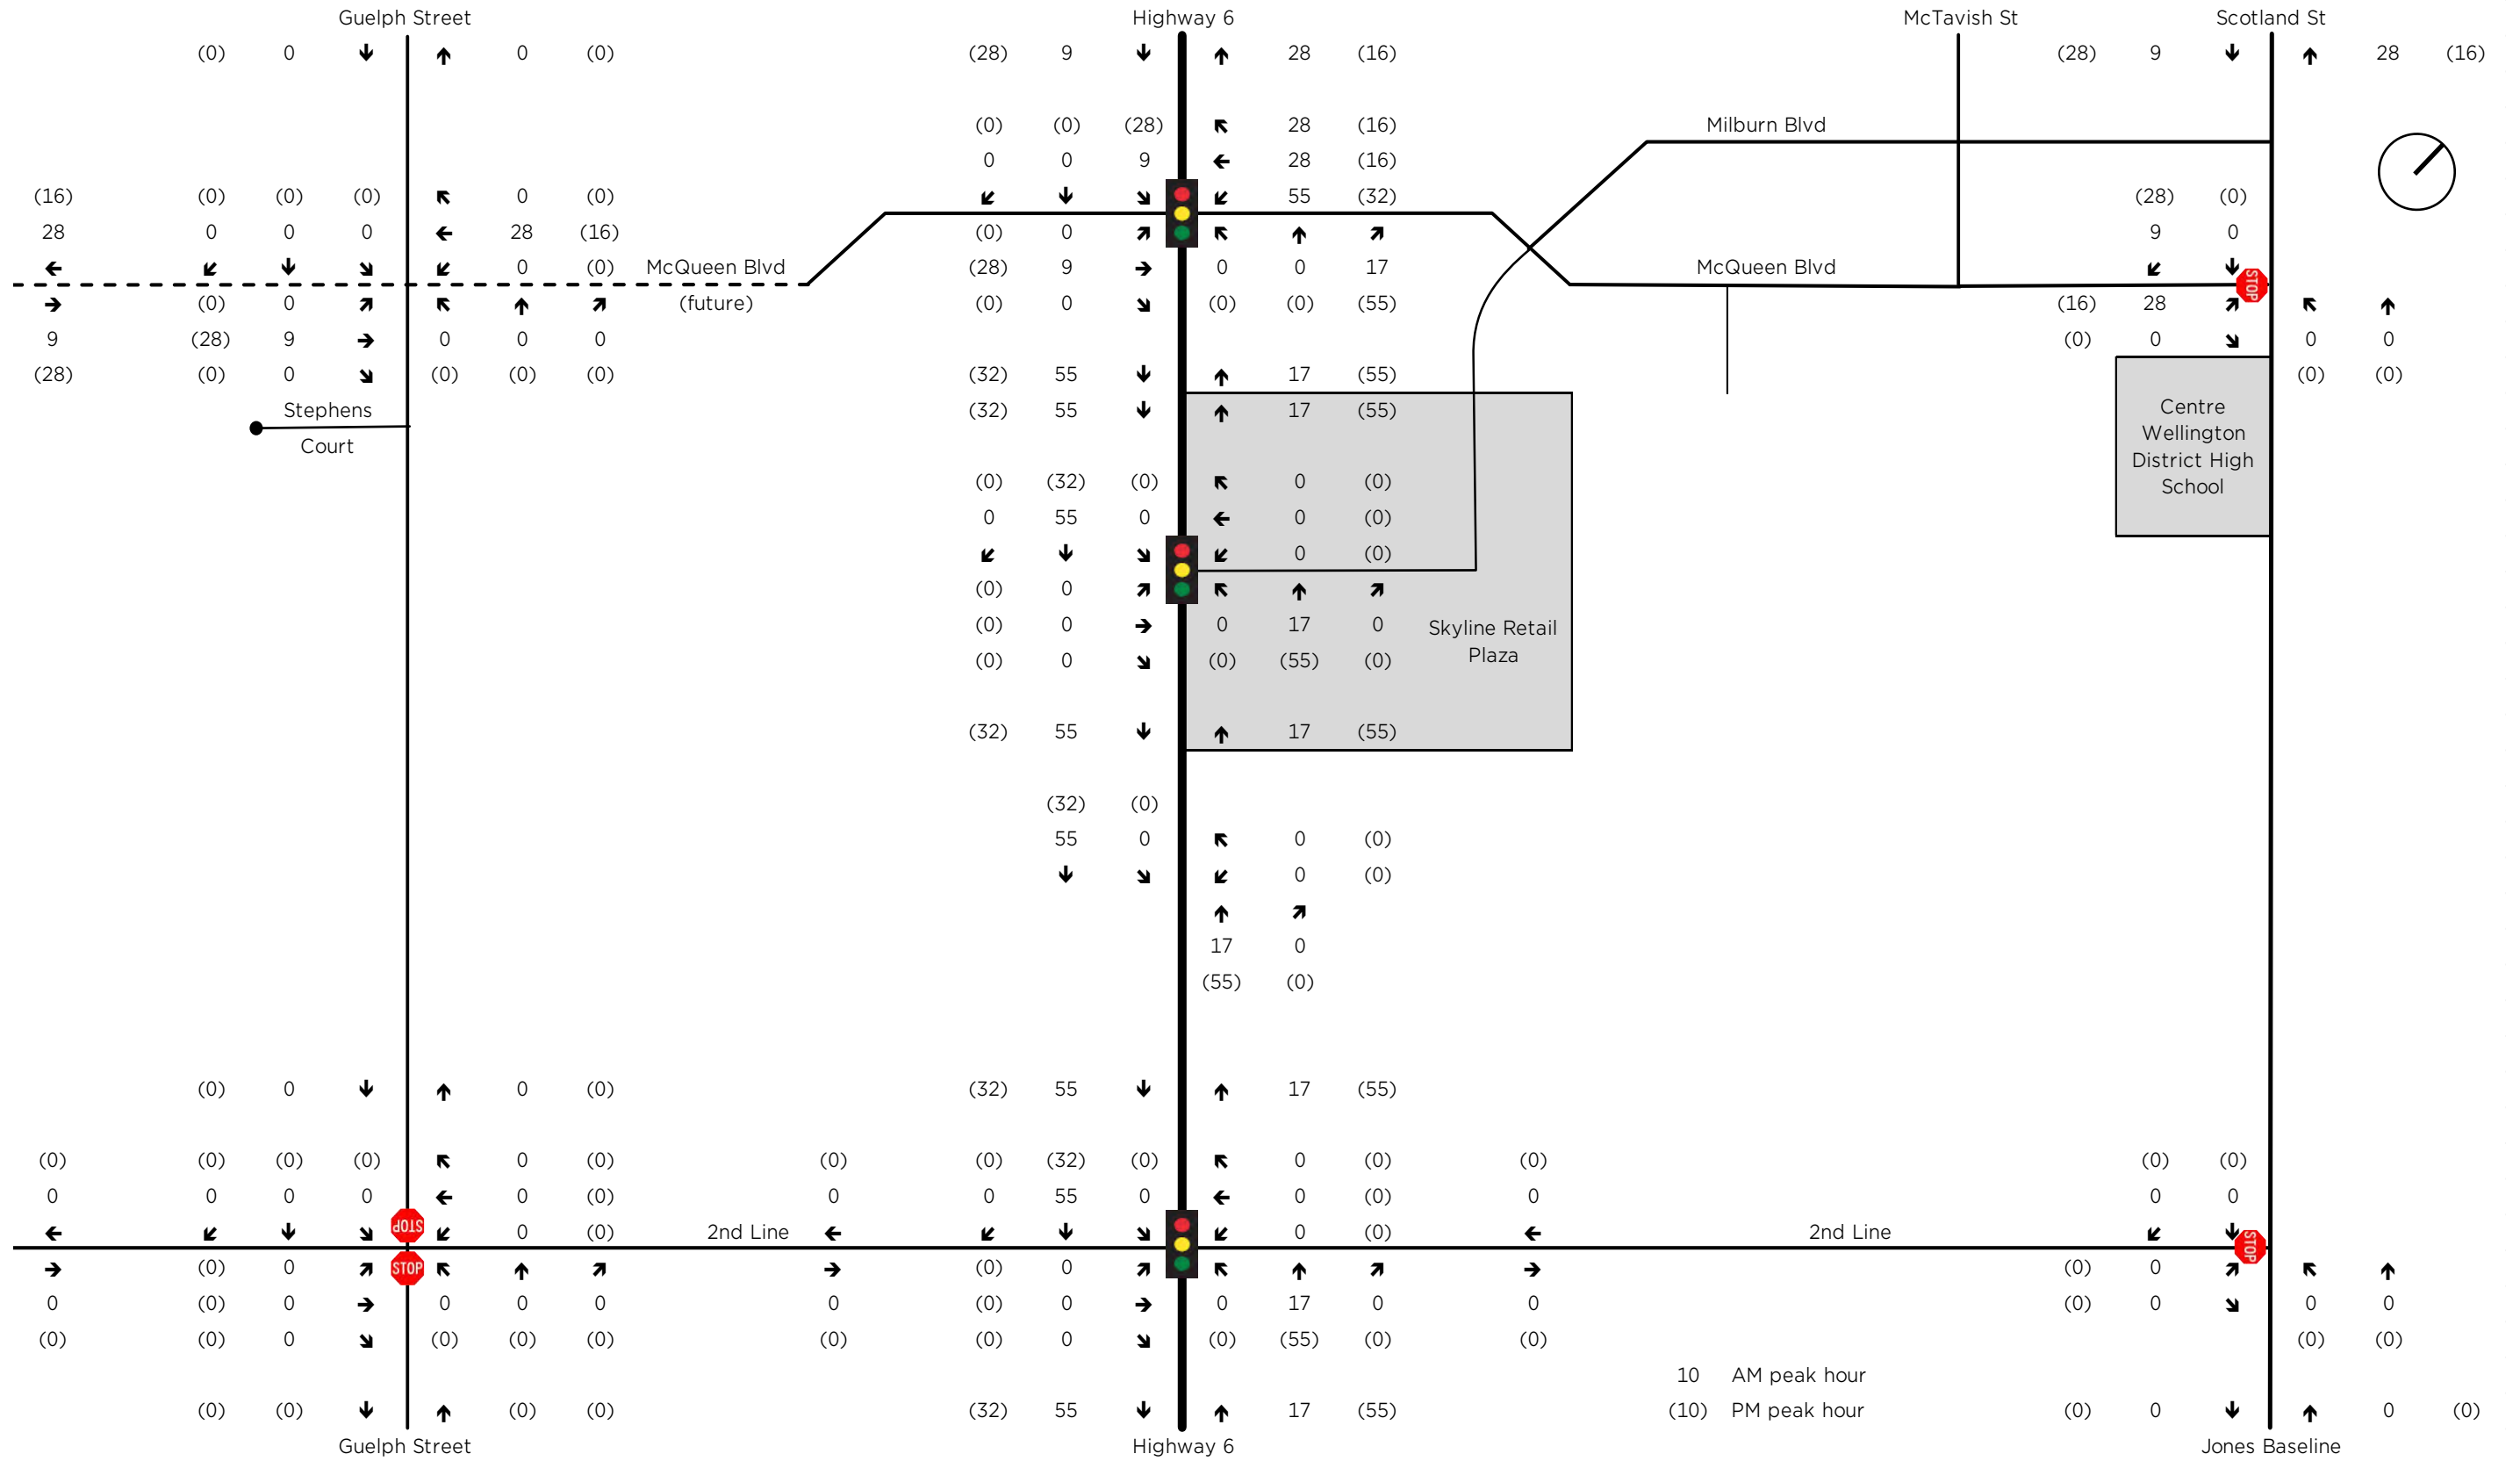 Guelph Street Highway 6 McTavish St Scotland St
(0) 0 ↓ ↑ 0 (0) (28) 9 ↓ ↑ 28 (16) (28) 9 ↓ ↑ 28 (16)
(0) (0) (28) ↖ 28 (16) Milburn Blvd
0 0 9 ← 28 (16)
(16) (0) (0) (0) ↖ 0 (0) ↙ ↓ ↘ ↙ 55 (32) (28) (0)
28 0 0 0 ← 28 (16) (0) 0 ↗ ↖ ↑ ↗ 9 0
← ↙ ↓ ↘ ↙ 0 (0) McQueen Blvd (28) 9 → 0 0 17 McQueen Blvd ↙ ↓
STOP
→ (0) 0 ↗ ↖ ↑ ↗ (future) (0) 0 ↘ (0) (0) (55) (16) 28 ↗ ↖ ↑
9 (28) 9 → 0 0 0 (0) 0 ↘ 0 0
(28) (0) 0 ↘ (0) (0) (0) (32) 55 ↓ ↑ 17 (55) (0) (0)
Stephens (32) 55 ↓ ↑ 17 (55) Centre
Court Wellington
District High
(0) (32) (0) ↖ 0 (0) School
0 55 0 ← 0 (0)
↙ ↓ ↘ ↙ 0 (0)
(0) 0 ↗ ↖ ↑ ↗
(0) 0 → 0 17 0 Skyline Retail
(0) 0 ↘ (0) (55) (0) Plaza
(32) 55 ↓ ↑ 17 (55)
(32) (0)
55 0 ↖ 0 (0)
↓ ↘ ↙ 0 (0)
↑ ↗
17 0
(55) (0)
(0) 0 ↓ ↑ 0 (0) (32) 55 ↓ ↑ 17 (55)
(0) (0) (0) (0) ↖ 0 (0) (0) (0) (32) (0) ↖ 0 (0) (0) (0) (0)
0 0 0 0 ← 0 (0) 0 0 55 0 ← 0 (0) 0 0 0
← ↙ ↓ ↘ STOP ↙ 0 (0) 2nd Line ← ↙ ↓ ↘ ↙ 0 (0) ← 2nd Line ↙ ↓ STOP
→ (0) 0 ↗ STOP ↖ ↑ ↗ → (0) 0 ↗ ↖ ↑ ↗ → (0) 0 ↗ ↖ ↑
0 (0) 0 → 0 0 0 0 (0) 0 → 0 17 0 0 (0) 0 ↘ 0 0
(0) (0) 0 ↘ (0) (0) (0) (0) (0) 0 ↘ (0) (55) (0) (0) (0) (0)
10 AM peak hour
(0) (0) ↓ ↑ (0) (0) (32) 55 ↓ ↑ 17 (55) (10) PM peak hour (0) 0 ↓ ↑ 0 (0)
Guelph Street Highway 6 Jones Baseline